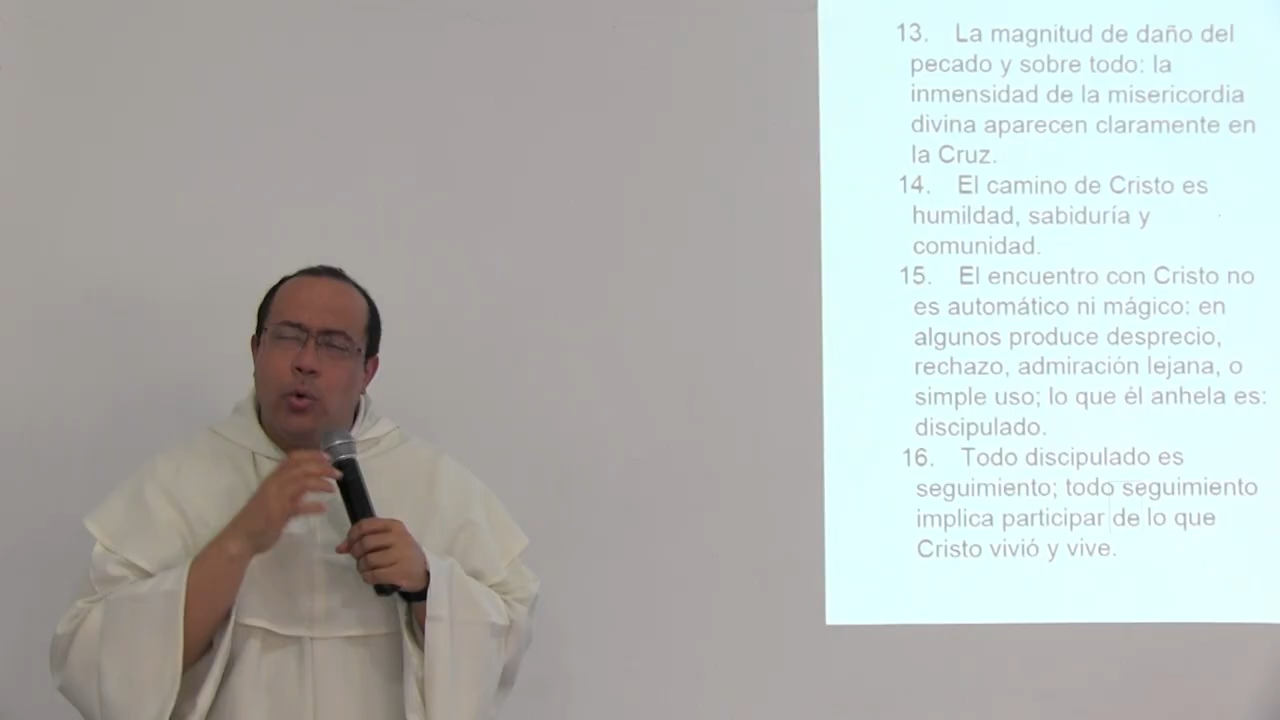 13. La magnitud de daño del
pecado y sobre todo: la
inmensidad de la misericordia
divina aparecen claramente en
la Cruz.
14. El camino de Cristo es
humildad, sabiduría y
comunidad.
15. El encuentro con Cristo no
es automático ni mágico: en
algunos produce desprecio,
rechazo, admiración lejana, o
simple uso; lo que él anhela es:
discipulado.
16. Todo discipulado es
seguimiento; todo seguimiento
implica participar de lo que
Cristo vivió y vive.